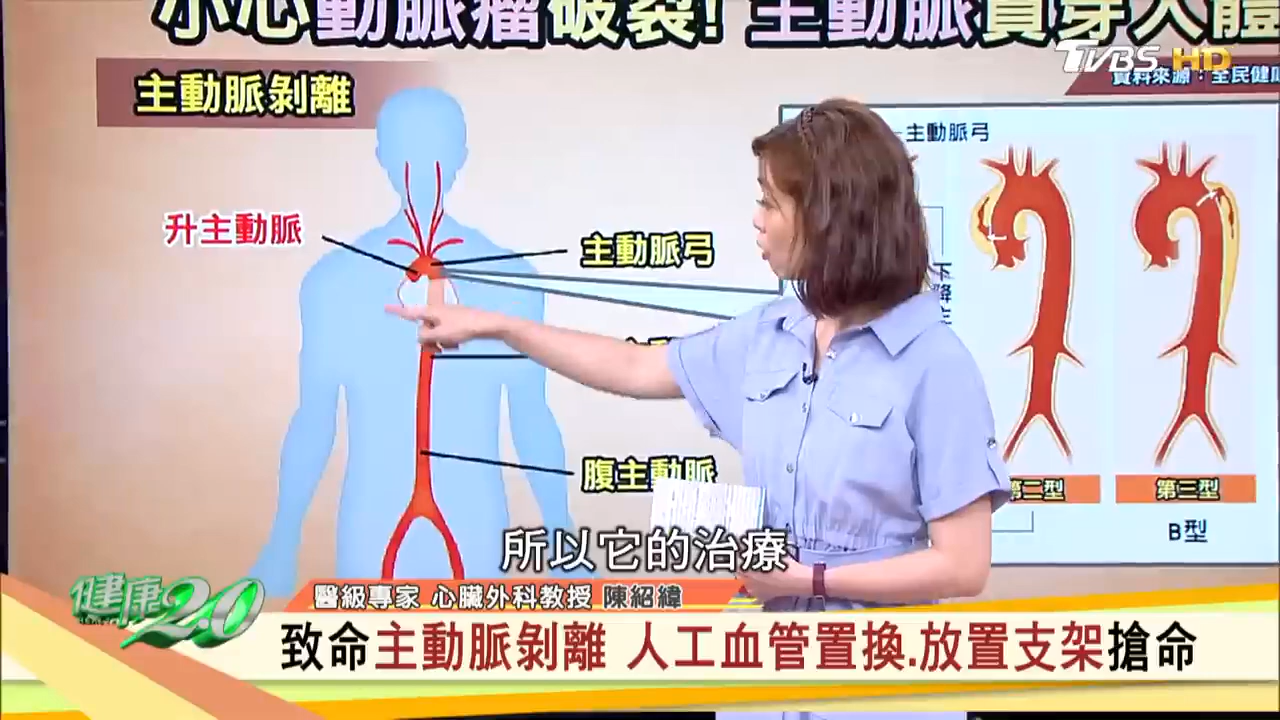 小心動脈瘤破裂! 主動脈貫穿人體
TVBS HD
資料來源：全民健
主動脈剝離
主動脈弓
升主動脈
主動脈弓
下降主
腹主動脈
第二型
第三型
B型
所以它的治療
健康2.0
醫級專家 心臟外科教授 陳紹緯
致命主動脈剝離 人工血管置換.放置支架搶命